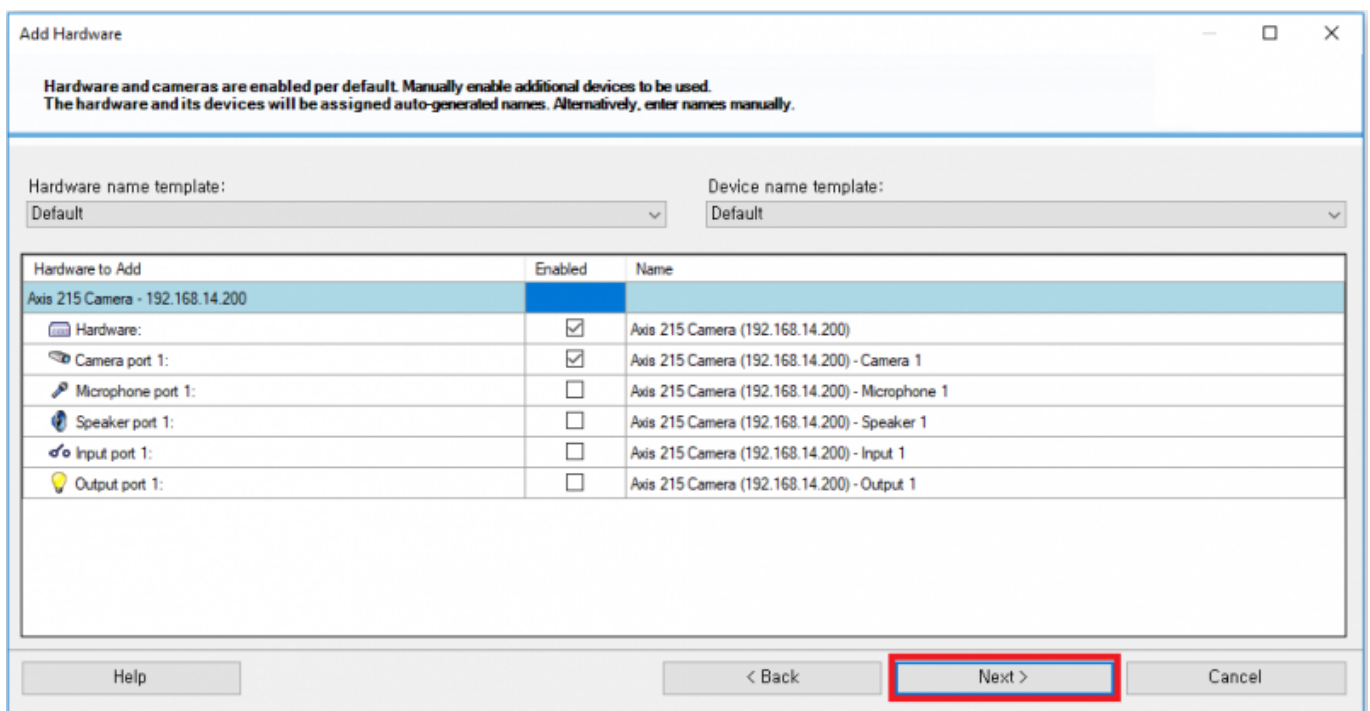 Add Hardware
Hardware and cameras are enabled per default. Manually enable additional devices to be used.
The hardware and its devices will be assigned auto-generated names. Alternatively, enter names manually.
Hardware name template: Device name template:
Default Default
Hardware to Add Enabled Name
Axis 215 Camera - 192.168.14.200
Hardware: Axis 215 Camera (192.168.14.200)
Camera port 1: Axis 215 Camera (192.168.14.200) - Camera 1
Microphone port 1: Axis 215 Camera (192.168.14.200) - Microphone 1
Speaker port 1: Axis 215 Camera (192.168.14.200) - Speaker 1
Input port 1: Axis 215 Camera (192.168.14.200) - Input 1
Output port 1: Axis 215 Camera (192.168.14.200) - Output 1
Help < Back Next > Cancel